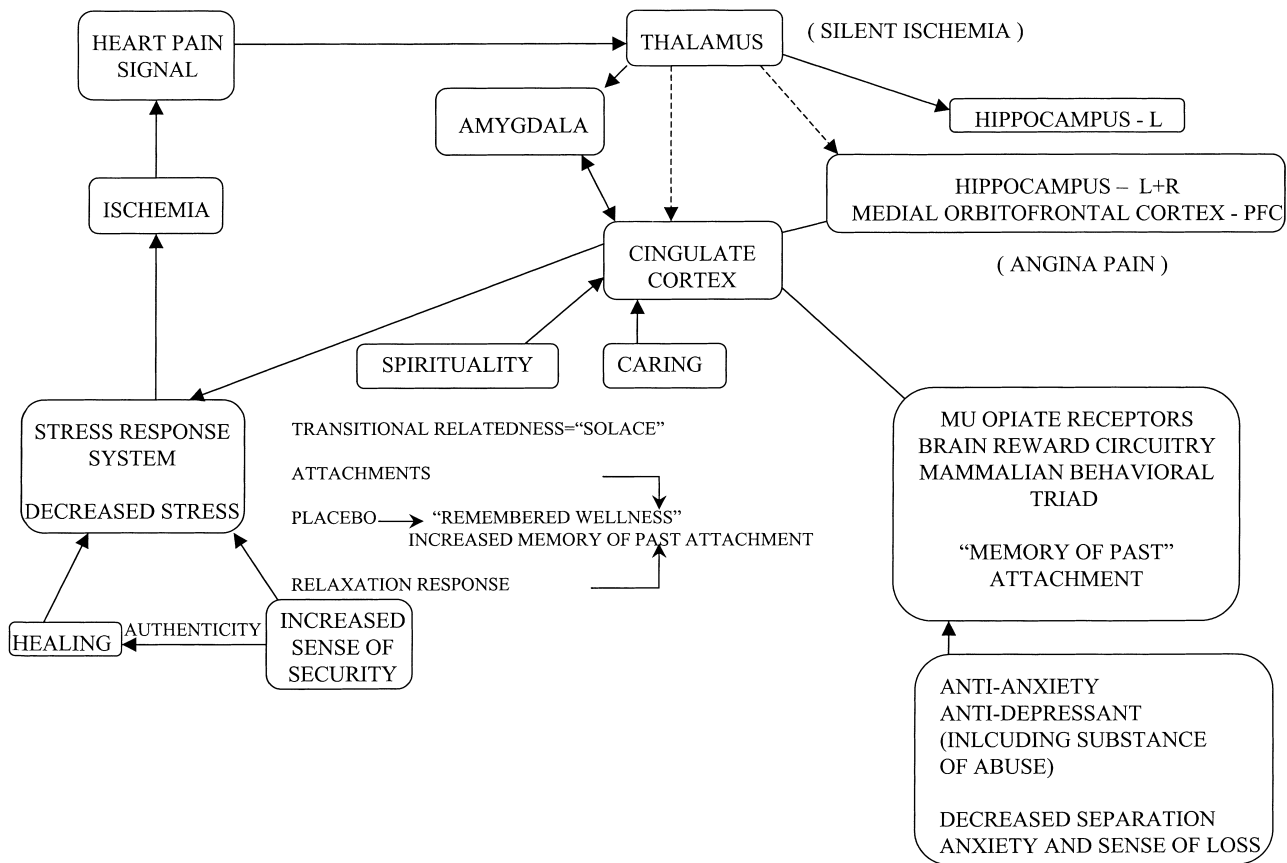 HEART PAIN
SIGNAL
THALAMUS
( SILENT ISCHEMIA )
AMYGDALA
HIPPOCAMPUS - L
ISCHEMIA
HIPPOCAMPUS – L+R
MEDIAL ORBITOFRONTAL CORTEX - PFC
CINGULATE
CORTEX
( ANGINA PAIN )
SPIRITUALITY
CARING
STRESS RESPONSE
SYSTEM
DECREASED STRESS
TRANSITIONAL RELATEDNESS=“SOLACE”
ATTACHMENTS
PLACEBO
“REMEMBERED WELLNESS”
INCREASED MEMORY OF PAST ATTACHMENT
RELAXATION RESPONSE
MU OPIATE RECEPTORS
BRAIN REWARD CIRCUITRY
MAMMALIAN BEHAVIORAL
TRIAD
“MEMORY OF PAST”
ATTACHMENT
HEALING
AUTHENTICITY
INCREASED
SENSE OF
SECURITY
ANTI-ANXIETY
ANTI-DEPRESSANT
(INLCUDING SUBSTANCE
OF ABUSE)
DECREASED SEPARATION
ANXIETY AND SENSE OF LOSS